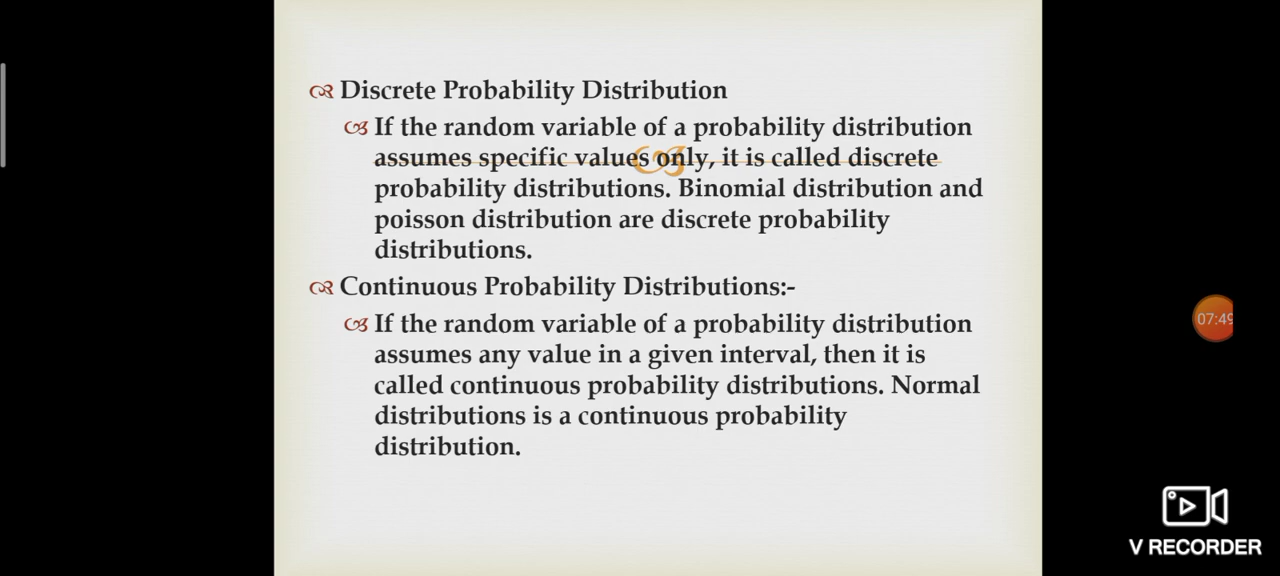 Discrete Probability Distribution
If the random variable of a probability distribution
assumes specific values only, it is called discrete
probability distributions. Binomial distribution and
poisson distribution are discrete probability
distributions.
Continuous Probability Distributions:-
If the random variable of a probability distribution
assumes any value in a given interval, then it is
called continuous probability distributions. Normal
distributions is a continuous probability
distribution.
07:49
V RECORDER